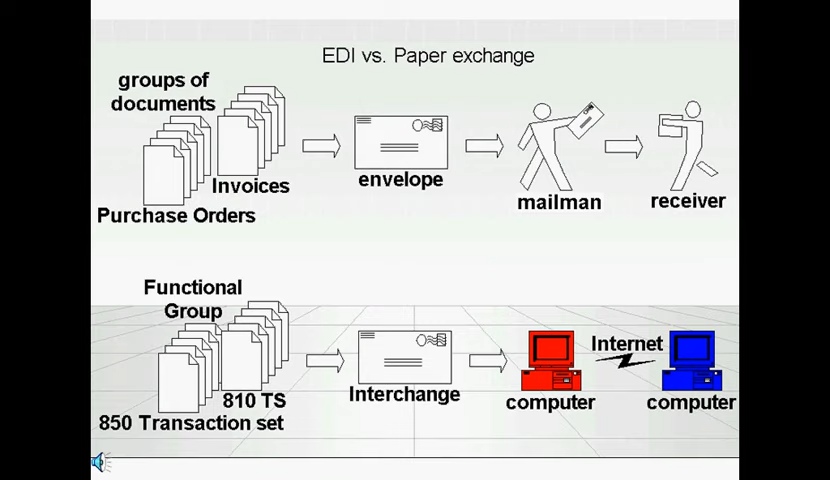 EDI vs. Paper exchange
groups of
documents
Invoices
Purchase Orders
envelope
mailman
receiver
Functional
Group
810 TS
850 Transaction set
Interchange
computer
Internet
computer